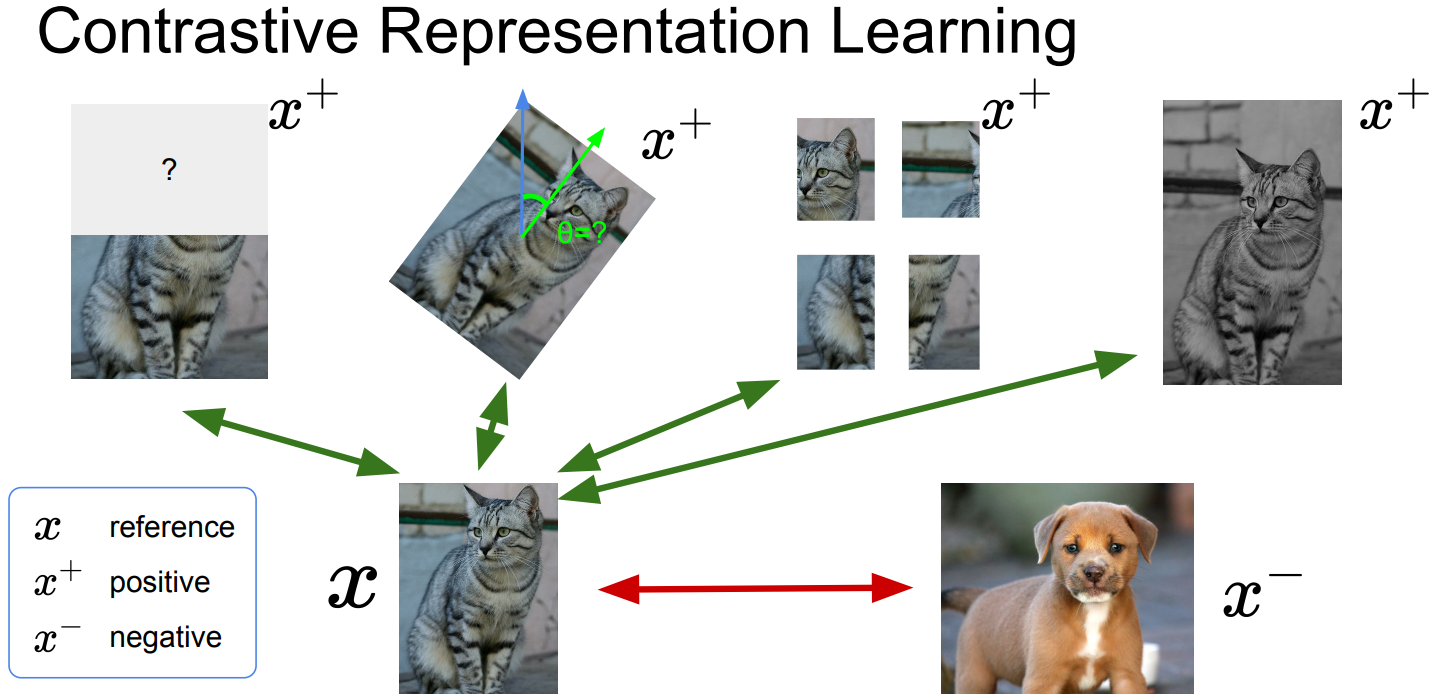 Contrastive Representation Learning
x⁺
x⁺
x⁺
x⁺
?
θ=?
x reference
x⁺ positive
x⁻ negative
x
x⁻